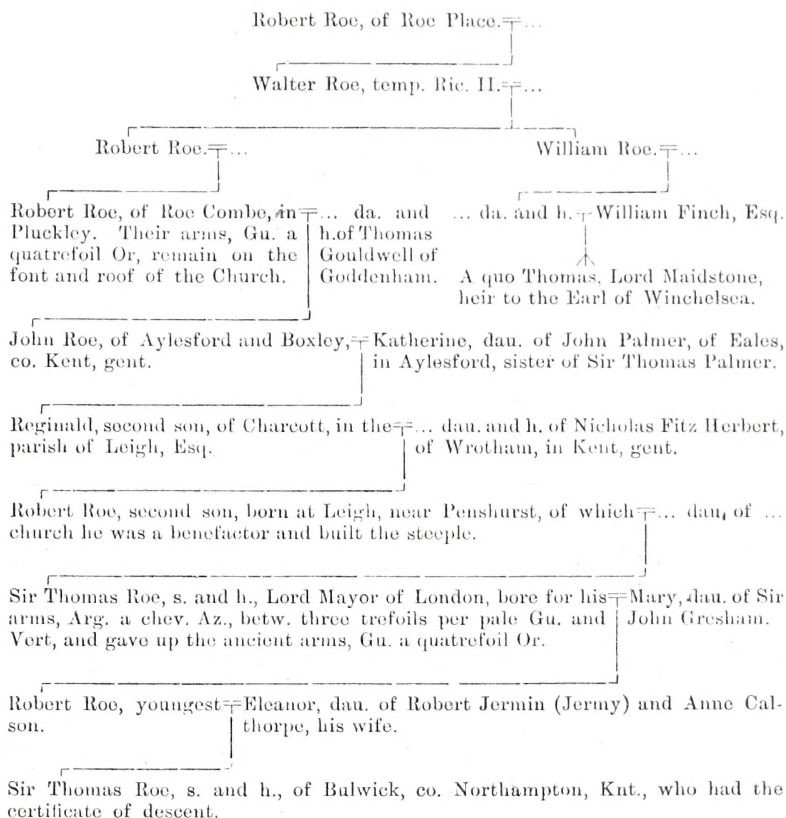 Robert Roe, of Roe Place.=...
Walter Roe, temp. Ric. II.=...
Robert Roe.=...
William Roe.=...
Robert Roe, of Roe Combe, in
Pluckley. Their arms, Gu. a
quatrefoil Or, remain on the
font and roof of the Church.
=... da. and
h. of Thomas
Gouldwell of
Goddenham.
... da. and h.=William Finch, Esq.
A quo Thomas, Lord Maidstone,
heir to the Earl of Winchelsea.
John Roe, of Aylesford and Boxley,=
co. Kent, gent.
Katherine, dau. of John Palmer, of Eales,
in Aylesford, sister of Sir Thomas Palmer.
Reginald, second son, of Charcott, in the=
parish of Leigh, Esq.
... dau. and h. of Nicholas Fitz Herbert,
of Wrotham, in Kent, gent.
Robert Roe, second son, born at Leigh, near Penshurst, of which=... dau. of ...
church he was a benefactor and built the steeple.
Sir Thomas Roe, s. and h., Lord Mayor of London, bore for his=
arms, Arg. a chev. Az., betw. three trefoils per pale Gu. and
Vert, and gave up the ancient arms, Gu. a quatrefoil Or.
Mary, dau. of Sir
John Gresham.
Robert Roe, youngest=
son.
Eleanor, dau. of Robert Jermin (Jermy) and Anne Cal-
thorpe, his wife.
Sir Thomas Roe, s. and h., of Bulwick, co. Northampton, Knt., who had the
certificate of descent.